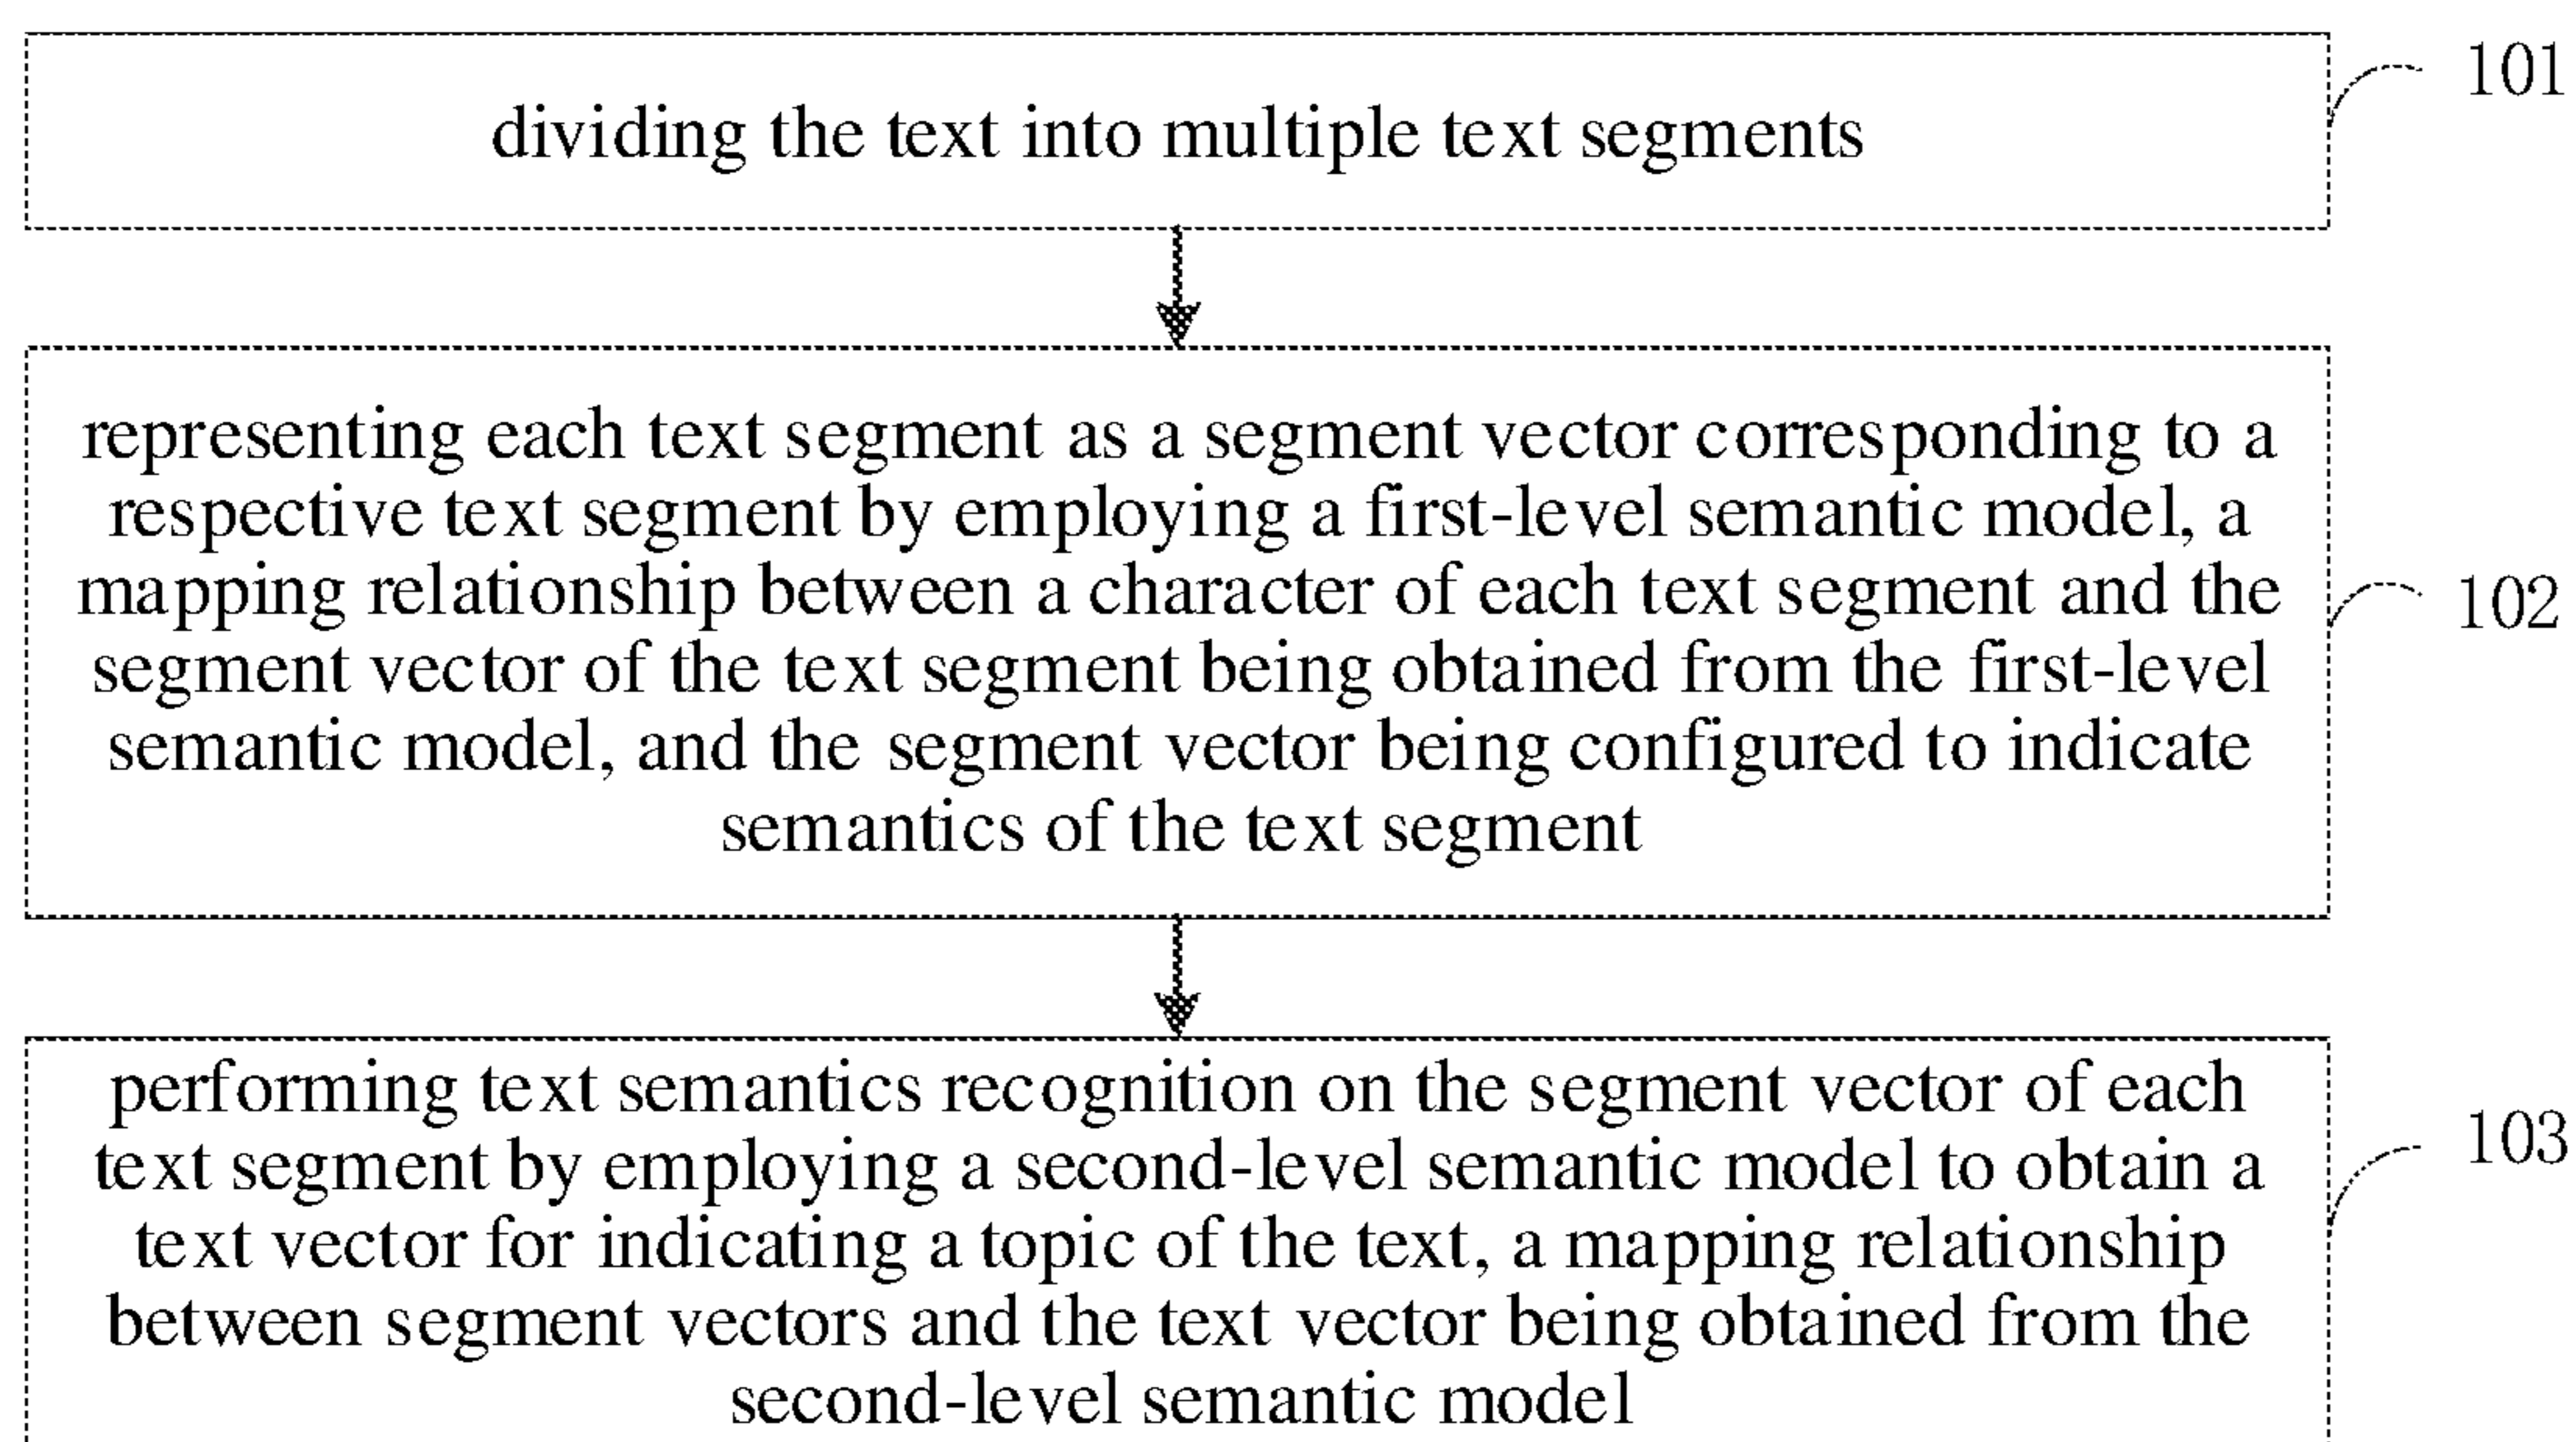 dividing the text into multiple text segments
101
representing each text segment as a segment vector corresponding to a
respective text segment by employing a first-level semantic model, a
mapping relationship between a character of each text segment and the
segment vector of the text segment being obtained from the first-level
semantic model, and the segment vector being configured to indicate
semantics of the text segment
102
performing text semantics recognition on the segment vector of each
text segment by employing a second-level semantic model to obtain a
text vector for indicating a topic of the text, a mapping relationship
between segment vectors and the text vector being obtained from the
second-level semantic model
103